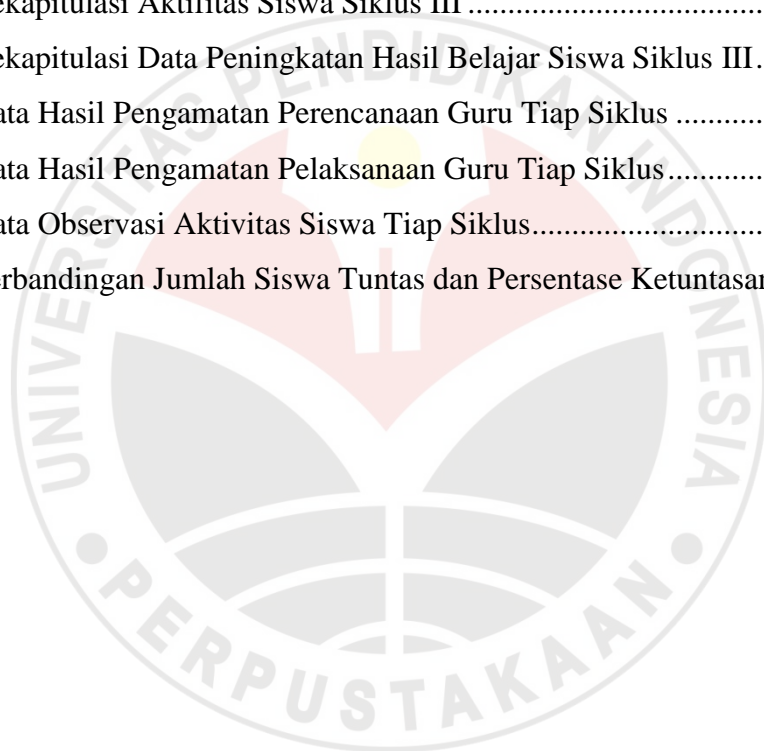 ekapitulasi Aktifitas Siswa Siklus III .....................................
ekapitulasi Data Peningkatan Hasil Belajar Siswa Siklus III.
ata Hasil Pengamatan Perencanaan Guru Tiap Siklus ...........
ata Hasil Pengamatan Pelaksanaan Guru Tiap Siklus............
ata Observasi Aktivitas Siswa Tiap Siklus.............................
erbandingan Jumlah Siswa Tuntas dan Persentase Ketuntasan
UNIVERSITAS PENDIDIKAN INDONESIA
PERPUSTAKAAN